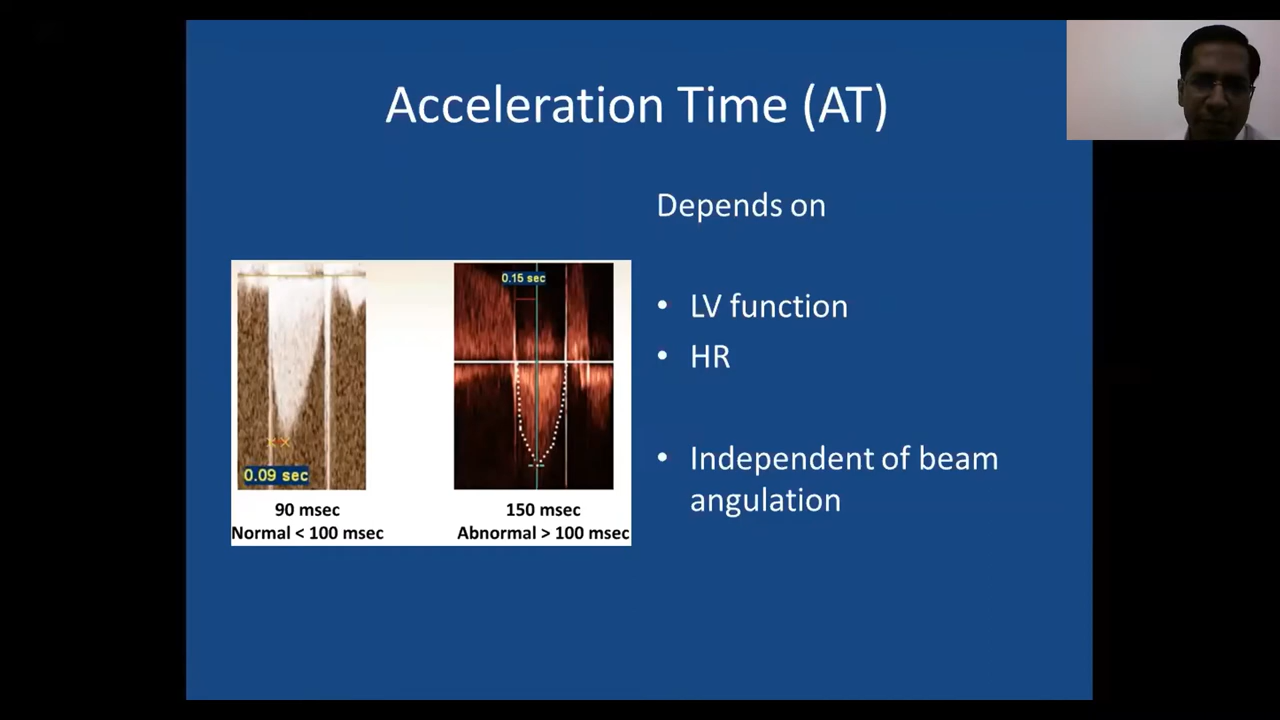 Acceleration Time (AT)
Depends on
• LV function
• HR
• Independent of beam
angulation
0.09 sec
90 msec
Normal < 100 msec
0.15 sec
150 msec
Abnormal > 100 msec